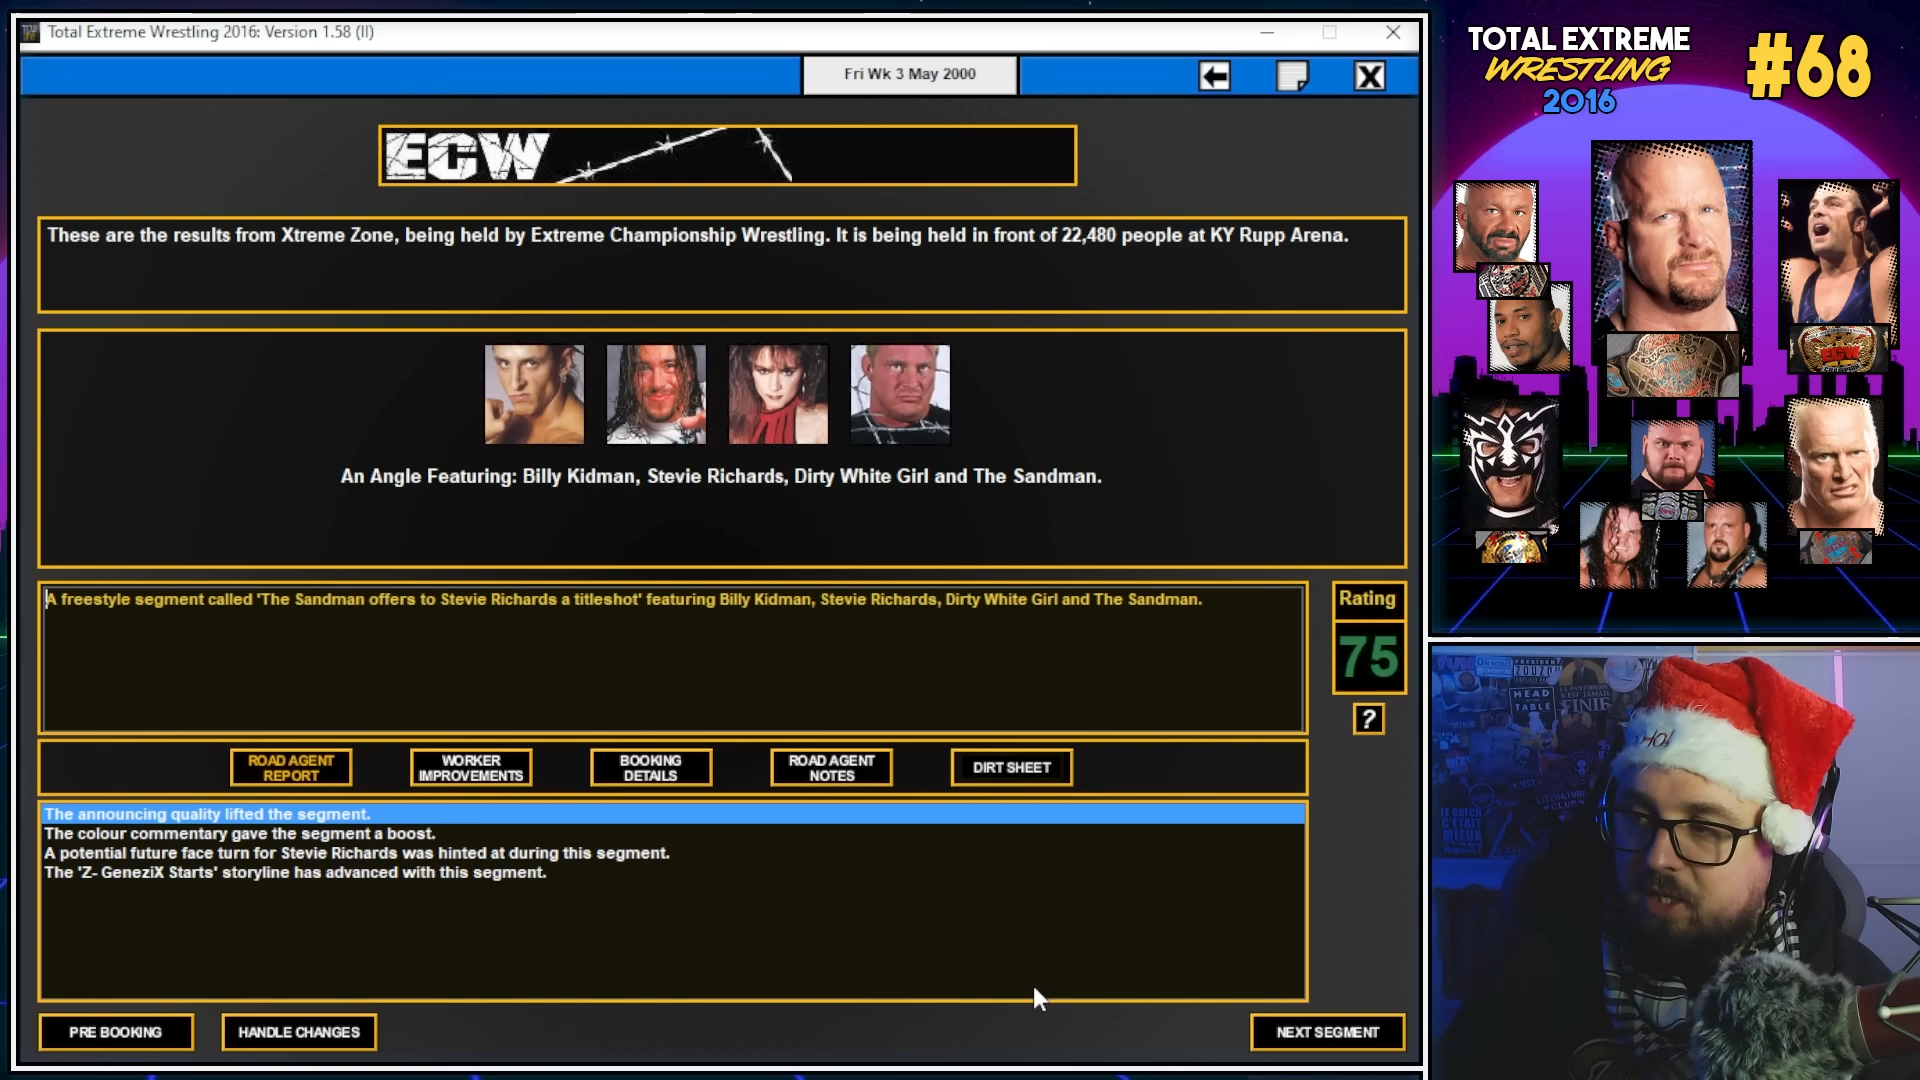 Total Extreme Wrestling 2016: Version 1.58 (II)
Fri Wk 3 May 2000
ECW
These are the results from Xtreme Zone, being held by Extreme Championship Wrestling. It is being held in front of 22,480 people at KY Rupp Arena.
An Angle Featuring: Billy Kidman, Stevie Richards, Dirty White Girl and The Sandman.
A freestyle segment called 'The Sandman offers to Stevie Richards a titleshot' featuring Billy Kidman, Stevie Richards, Dirty White Girl and The Sandman.
Rating
75
?
ROAD AGENT
REPORT
WORKER
IMPROVEMENTS
BOOKING
DETAILS
ROAD AGENT
NOTES
DIRT SHEET
The announcing quality lifted the segment.
The colour commentary gave the segment a boost.
A potential future face turn for Stevie Richards was hinted at during this segment.
The 'Z- GeneziX Starts' storyline has advanced with this segment.
PRE BOOKING
HANDLE CHANGES
NEXT SEGMENT
TOTAL EXTREME
WRESTLING
2016
#68
HEAD
OF THE
TABLE